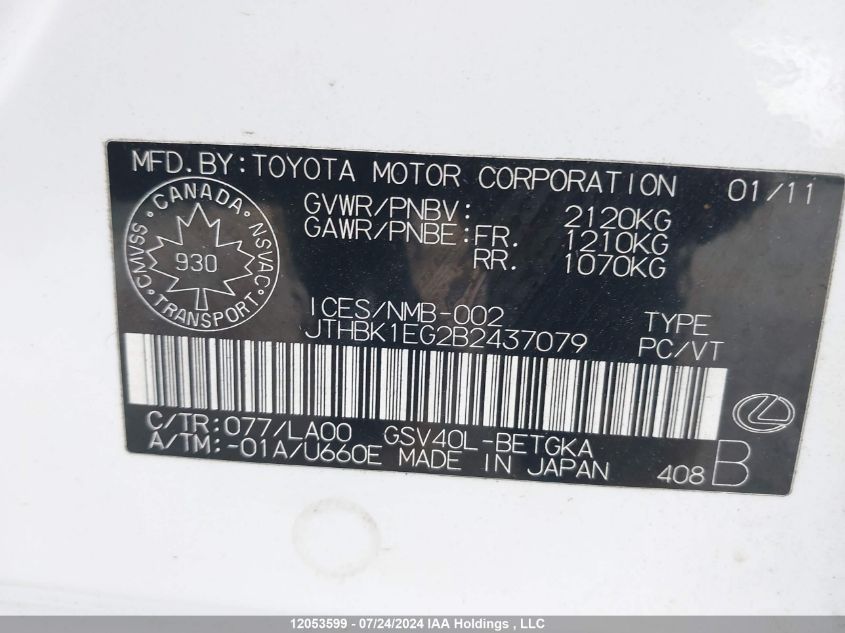 MFD.BY:TOYOTA MOTOR CORPORATION 01/11
CANADA
CMVSS NSVAC
930
TRANSPORT
GVWR/PNBV: 2120KG
GAWR/PNBE:FR. 1210KG
RR. 1070KG
ICES/NMB-002
JTHBK1EG2B2437079
TYPE
PC/VT
C/TR:077/LA00 GSV40L-BETGKA
A/TM:-01A/U660E MADE IN JAPAN
408 B
12053599 - 07/24/2024 IAA Holdings , LLC